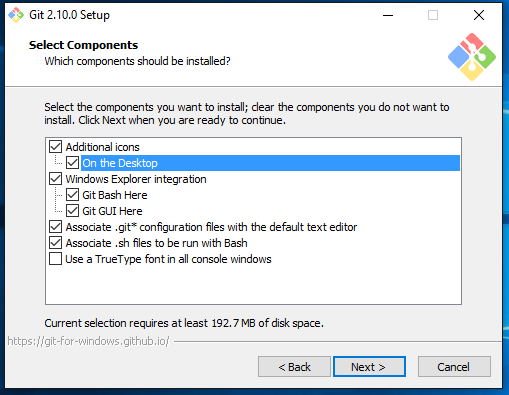 Git 2.10.0 Setup
Select Components
Which components should be installed?
Select the components you want to install; clear the components you do not want to
install. Click Next when you are ready to continue.
Additional icons
On the Desktop
Windows Explorer integration
Git Bash Here
Git GUI Here
Associate .git* configuration files with the default text editor
Associate .sh files to be run with Bash
Use a TrueType font in all console windows
Current selection requires at least 192.7 MB of disk space.
https://git-for-windows.github.io/
< Back
Next >
Cancel